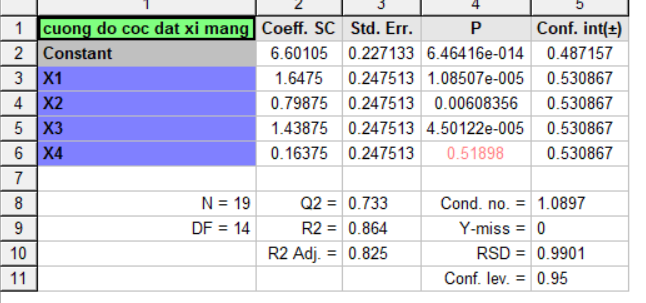 1 2 3 4 5
1 cuong do coc dat xi mang Coeff. SC Std. Err. P Conf. int(±)
2 Constant 6.60105 0.227133 6.46416e-014 0.487157
3 X1 1.6475 0.247513 1.08507e-005 0.530867
4 X2 0.79875 0.247513 0.00608356 0.530867
5 X3 1.43875 0.247513 4.50122e-005 0.530867
6 X4 0.16375 0.247513 0.51898 0.530867
7
8 N = 19 Q2 = 0.733 Cond. no. = 1.0897
9 DF = 14 R2 = 0.864 Y-miss = 0
10 R2 Adj. = 0.825 RSD = 0.9901
11 Conf. lev. = 0.95